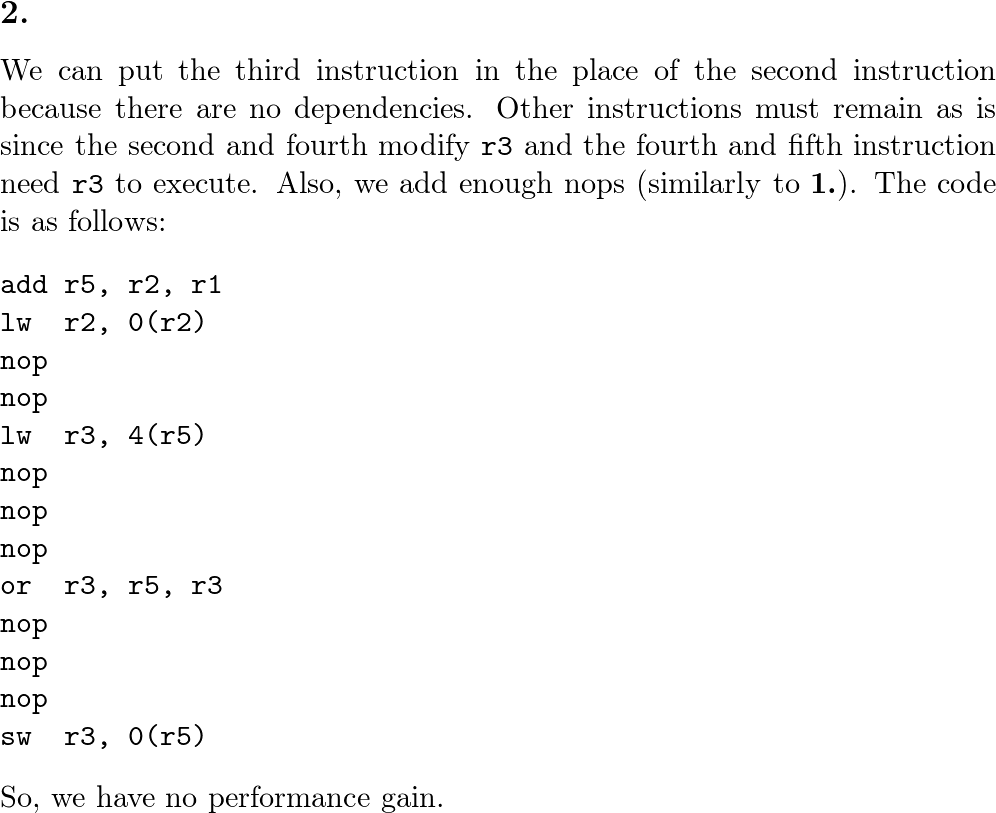 2.
We can put the third instruction in the place of the second instruction
because there are no dependencies. Other instructions must remain as is
since the second and fourth modify r3 and the fourth and fifth instruction
need r3 to execute. Also, we add enough nops (similarly to 1.). The code
is as follows:
add r5, r2, r1
lw  r2, 0(r2)
nop
nop
lw  r3, 4(r5)
nop
nop
nop
or  r3, r5, r3
nop
nop
nop
sw  r3, 0(r5)
So, we have no performance gain.